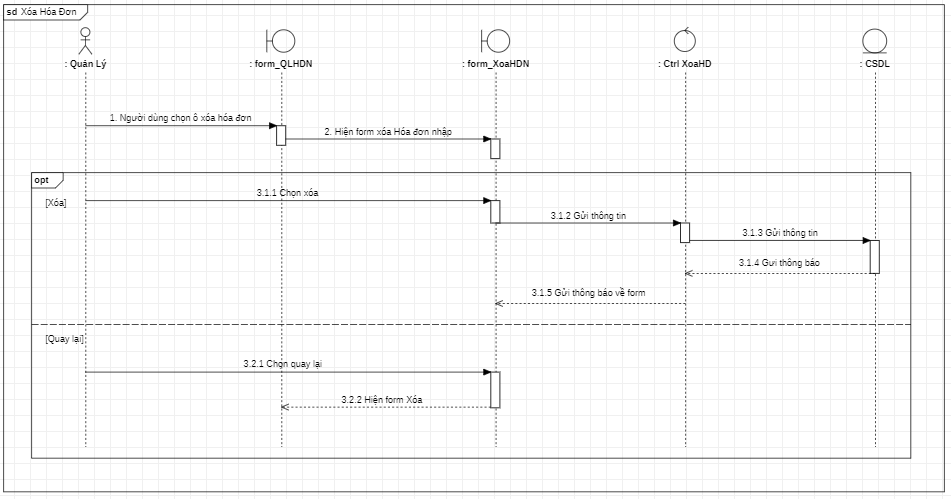 sd Xóa Hóa Đơn
: Quản Lý
: form_QLHDN
: form_XoaHDN
: Ctrl XoaHD
: CSDL
1. Người dùng chọn ô xóa hóa đơn
2. Hiện form xóa Hóa đơn nhập
opt
[Xóa]
3.1.1 Chọn xóa
3.1.2 Gửi thông tin
3.1.3 Gửi thông tin
3.1.4 Gưi thông báo
3.1.5 Gửi thông báo về form
[Quay lại]
3.2.1 Chọn quay lại
3.2.2 Hiện form Xóa